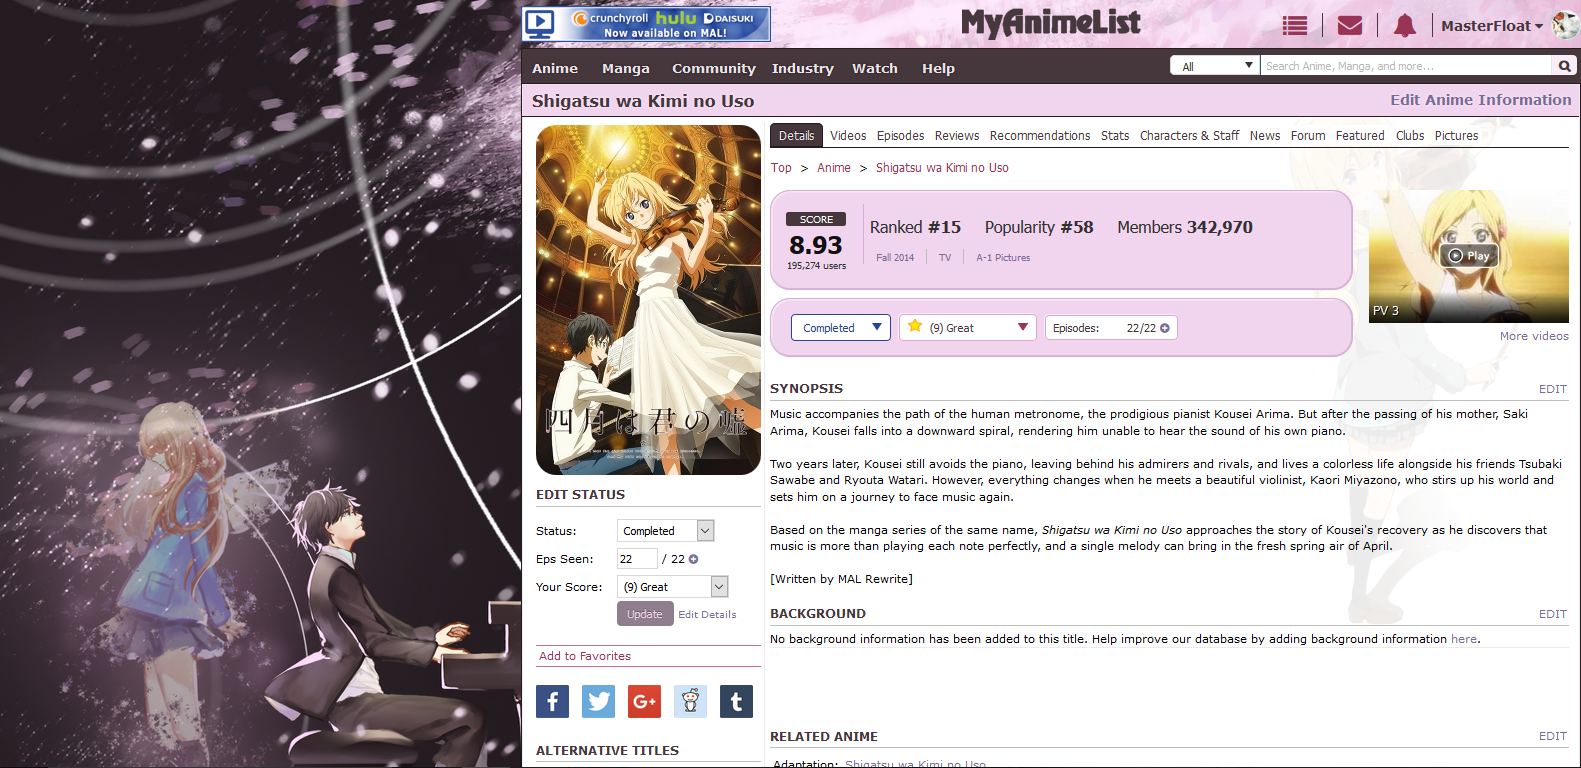 crunchyroll hulu DAISUKI
Now available on MAL!
MyAnimeList
MasterFloat
Anime Manga Community Industry Watch Help
All
Search Anime, Manga, and more...
Shigatsu wa Kimi no Uso
Edit Anime Information
四月は君の嘘
EDIT STATUS
Status: Completed
Eps Seen: 22 / 22
Your Score: (9) Great
Update Edit Details
Add to Favorites
f G+ t
ALTERNATIVE TITLES
Details Videos Episodes Reviews Recommendations Stats Characters & Staff News Forum Featured Clubs Pictures
Top > Anime > Shigatsu wa Kimi no Uso
SCORE
8.93
195,274 users
Ranked #15 Popularity #58 Members 342,970
Fall 2014 TV A-1 Pictures
Completed (9) Great Episodes: 22/22
Play
PV 3
More videos
SYNOPSIS EDIT
Music accompanies the path of the human metronome, the prodigious pianist Kousei Arima. But after the passing of his mother, Saki
Arima, Kousei falls into a downward spiral, rendering him unable to hear the sound of his own piano.
Two years later, Kousei still avoids the piano, leaving behind his admirers and rivals, and lives a colorless life alongside his friends Tsubaki
Sawabe and Ryouta Watari. However, everything changes when he meets a beautiful violinist, Kaori Miyazono, who stirs up his world and
sets him on a journey to face music again.
Based on the manga series of the same name, Shigatsu wa Kimi no Uso approaches the story of Kousei's recovery as he discovers that
music is more than playing each note perfectly, and a single melody can bring in the fresh spring air of April.
[Written by MAL Rewrite]
BACKGROUND EDIT
No background information has been added to this title. Help improve our database by adding background information here.
RELATED ANIME EDIT
Adaptation: Shigatsu wa Kimi no Uso